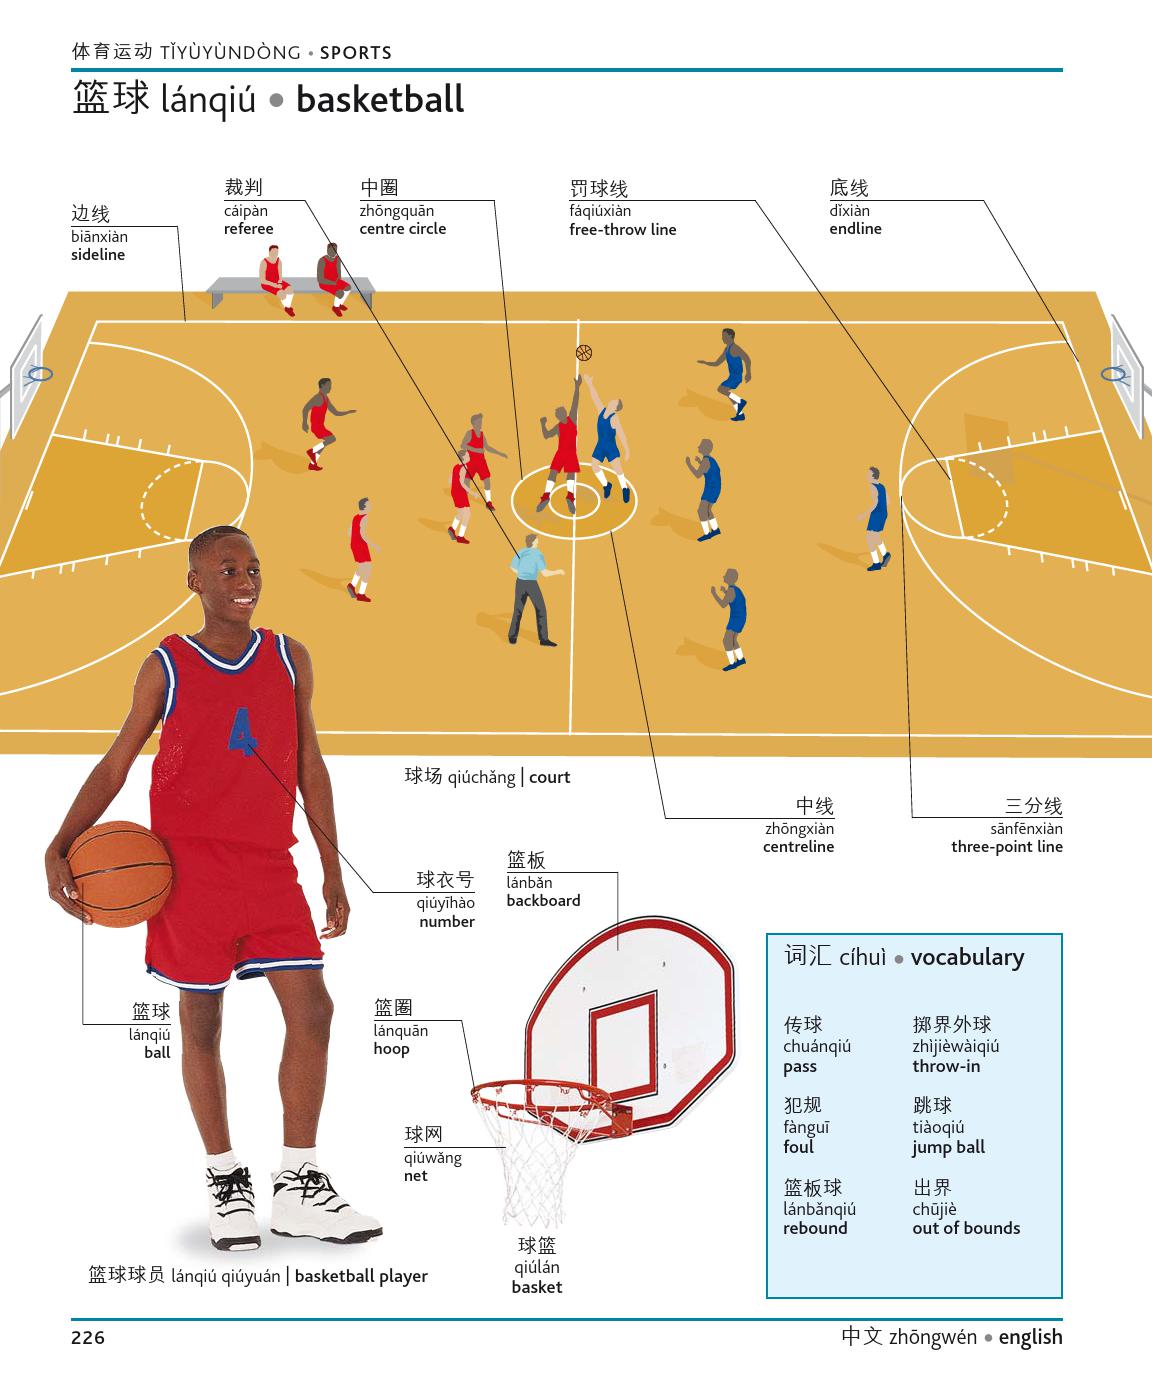 体育运动 TǏYÙYÙNDÒNG • SPORTS
篮球 lánqiú • basketball
边线
biānxiàn
sideline
裁判
cáipàn
referee
中圈
zhōngquān
centre circle
罚球线
fáqiúxiàn
free-throw line
底线
dǐxiàn
endline
4
球场 qiúchǎng | court
中线
zhōngxiàn
centreline
三分线
sānfēnxiàn
three-point line
球衣号
qiúyīhào
number
篮板
lánbǎn
backboard
篮球
lánqiú
ball
篮圈
lánquān
hoop
球网
qiúwǎng
net
球篮
qiúlán
basket
篮球球员 lánqiú qiúyuán | basketball player
词汇 cíhuì • vocabulary
传球
chuánqiú
pass
犯规
fànguī
foul
篮板球
lánbǎnqiú
rebound
掷界外球
zhìjièwàiqiú
throw-in
跳球
tiàoqiú
jump ball
出界
chūjiè
out of bounds
226
中文 zhōngwén • english